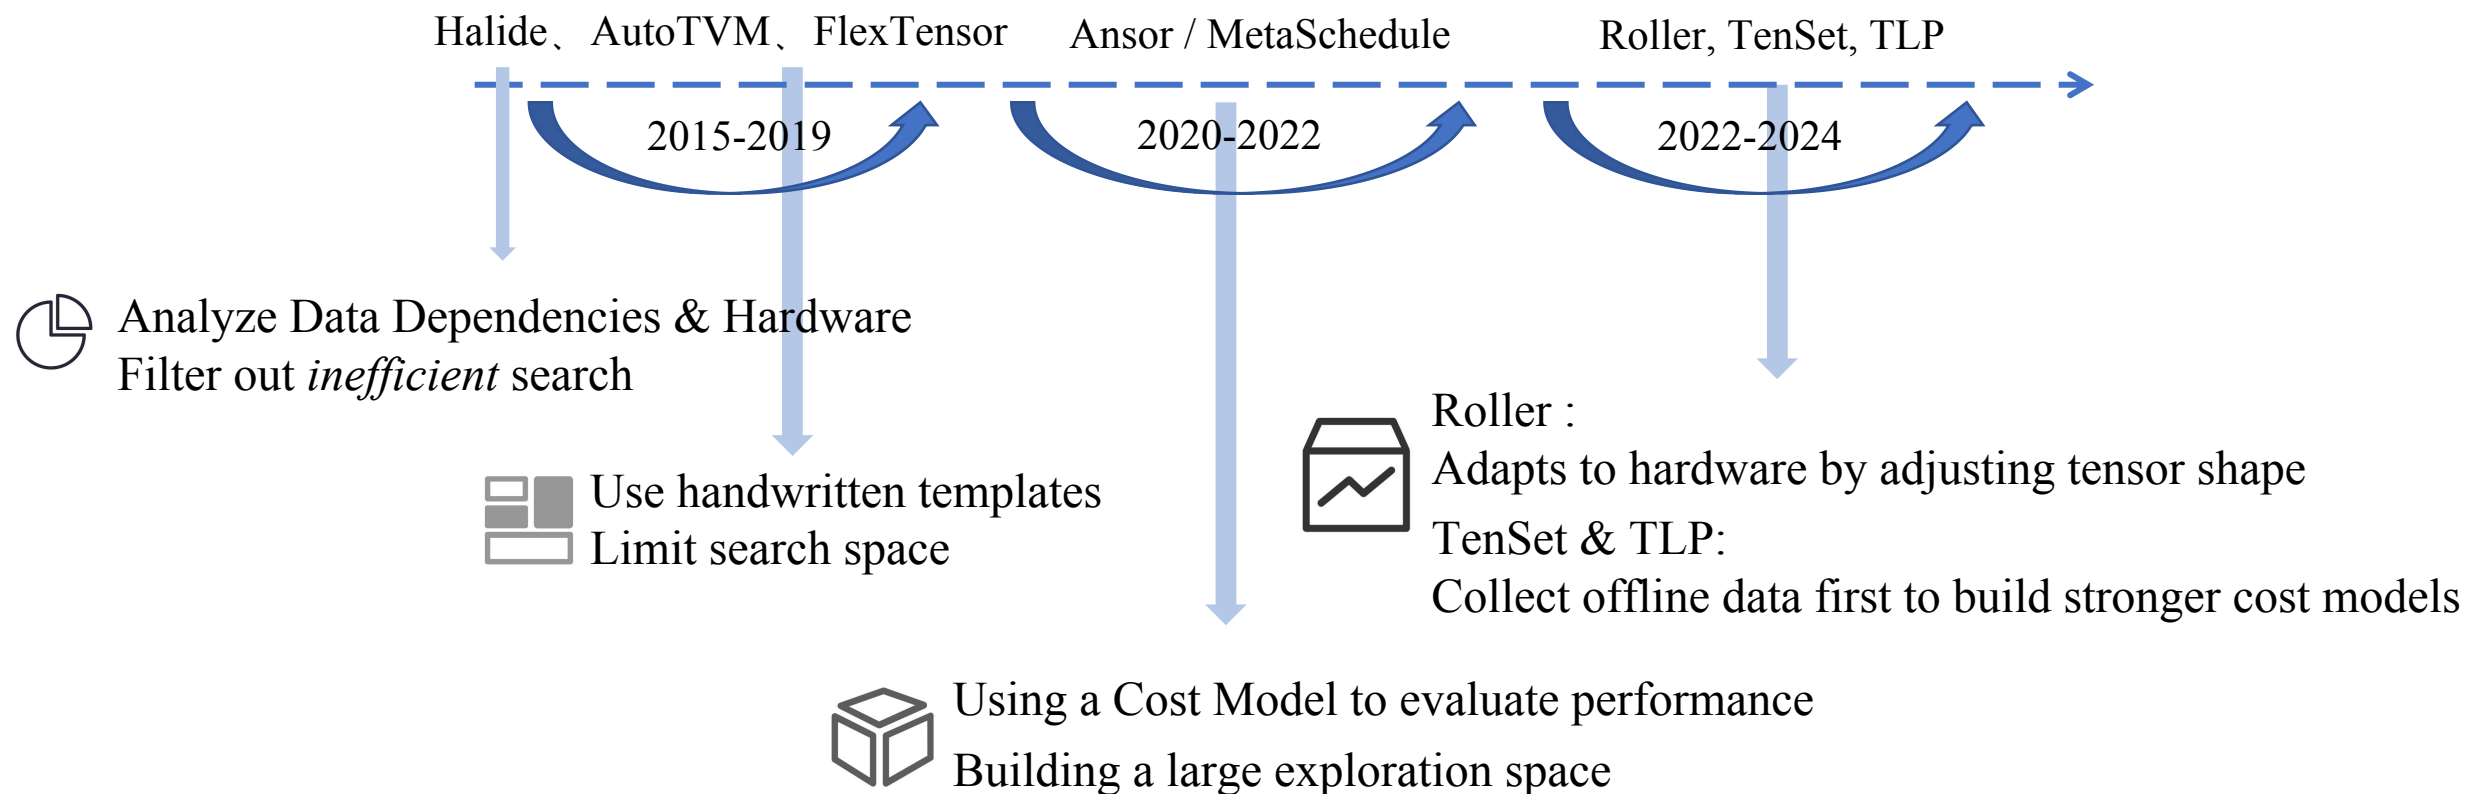 Halide、AutoTVM、FlexTensor
Ansor / MetaSchedule
Roller, TenSet, TLP
2015-2019
2020-2022
2022-2024
Analyze Data Dependencies & Hardware
Filter out inefficient search
Use handwritten templates
Limit search space
Roller :
Adapts to hardware by adjusting tensor shape
TenSet & TLP:
Collect offline data first to build stronger cost models
Using a Cost Model to evaluate performance
Building a large exploration space